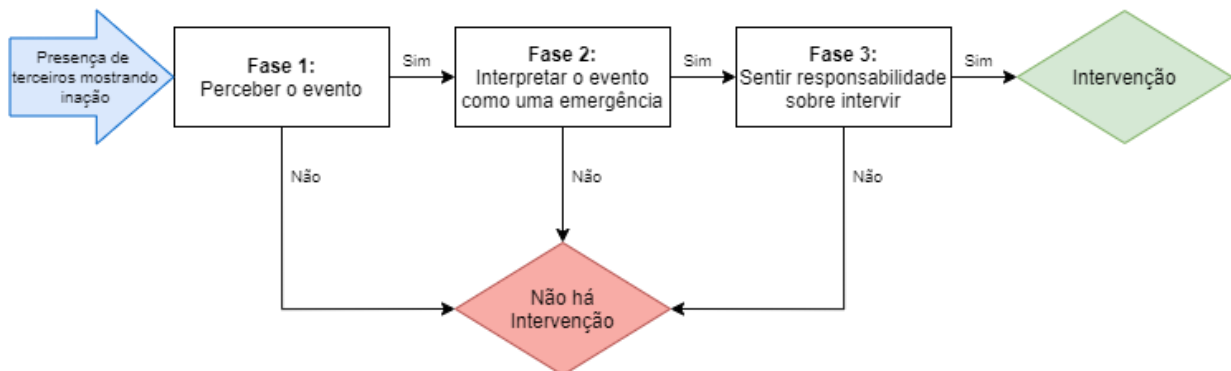 Presença de
terceiros mostrando
inação
Fase 1:
Perceber o evento
Sim
Fase 2:
Interpretar o evento
como uma emergência
Sim
Fase 3:
Sentir responsabilidade
sobre intervir
Sim
Intervenção
Não
Não
Não
Não há
Intervenção